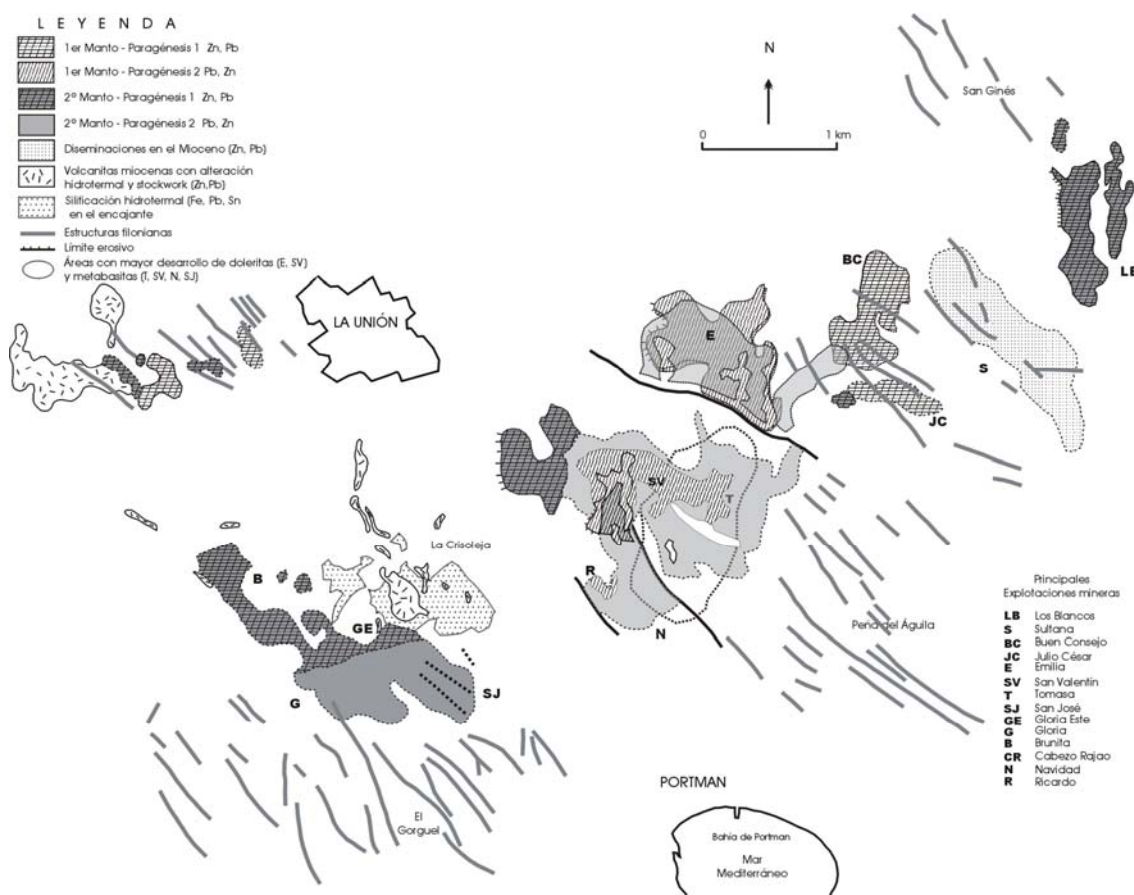 LEYENDA
1er Manto - Paragénesis 1 Zn, Pb
1er Manto - Paragénesis 2 Pb, Zn
2º Manto - Paragénesis 1 Zn, Pb
2º Manto - Paragénesis 2 Pb, Zn
Diseminaciones en el Mioceno (Zn, Pb)
Volcanitas miocenas con alteración
hidrotermal y stockwork (Zn,Pb)
Silificación hidrotermal (Fe, Pb, Sn
en el encajante
Estructuras filonianas
Límite erosivo
Áreas con mayor desarrollo de doleritas (E, SV)
y metabasitas (T, SV, N, SJ)
N
0 1 km
San Ginés
LB
BC
LA UNIÓN
E
S
JC
SV
T
La Crisoleja
B
R
GE
N
Peña del Águila
G
SJ
Principales
Explotaciones mineras
LB Los Blancos
S Sultana
BC Buen Consejo
JC Julio César
E Emilia
SV San Valentín
T Tomasa
SJ San José
GE Gloria Este
G Gloria
B Brunita
CR Cabezo Rajao
N Navidad
R Ricardo
El
Gorguel
PORTMAN
Bahía de Portman
Mar
Mediterráneo